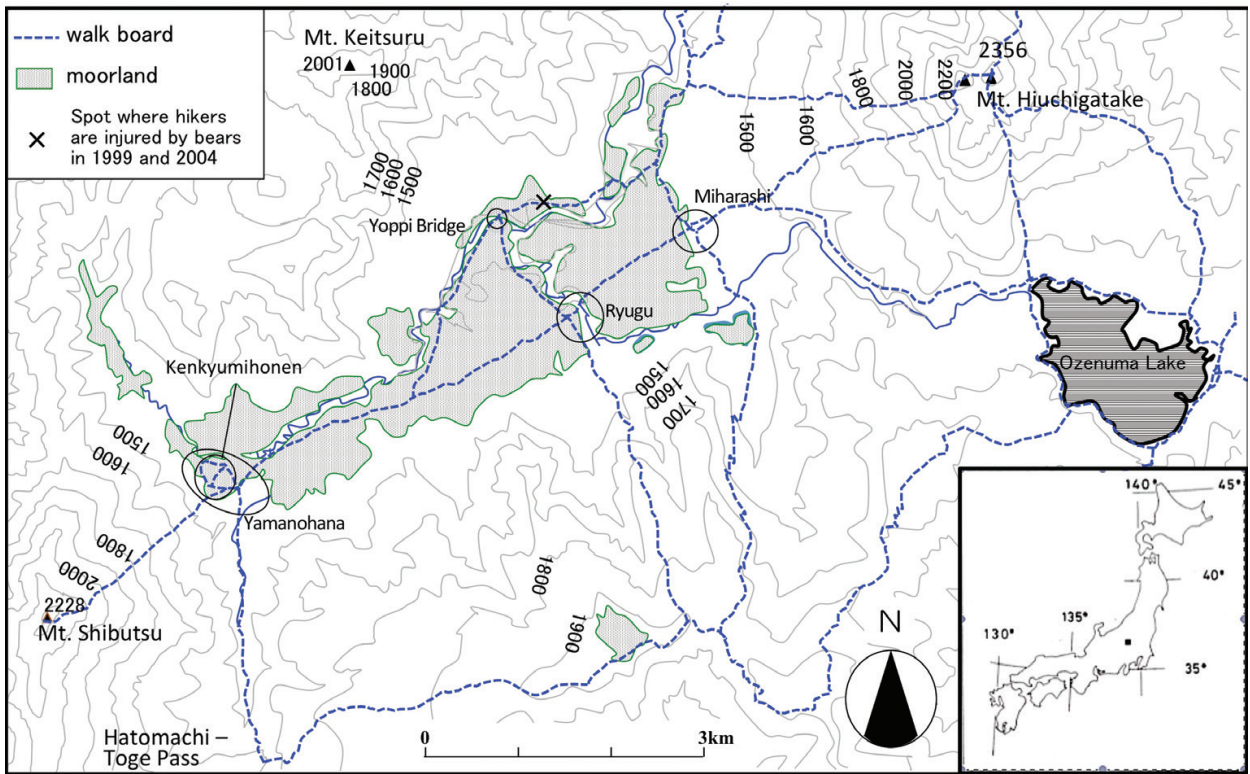 walk board
moorland
Spot where hikers
are injured by bears
in 1999 and 2004
Mt. Keitsuru
2001
1900
1800
1700
1600
1500
2356
Mt. Hiuchigatake
2200
2000
1800
1600
1500
Miharashi
Yoppi Bridge
Ryugu
Kenkyumihonen
Ozenuma Lake
1500
1600
1700
1500
1600
Yamanohana
1800
2000
2228
Mt. Shibutsu
1800
1900
N
Hatomachi –
Toge Pass
0
3km
140°
45°
40°
135°
130°
35°